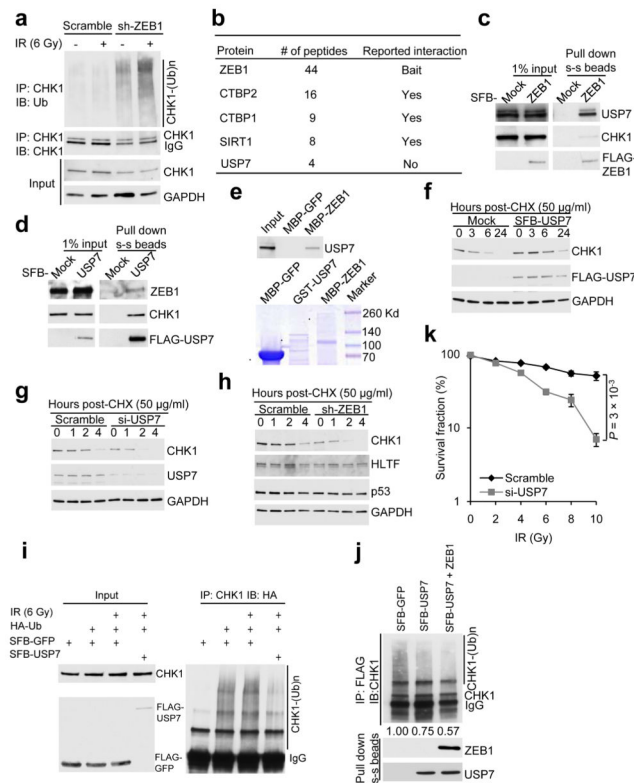 a
Scramble sh-ZEB1
IR (6 Gy) - + - +
IP: CHK1
IB: Ub
CHK1-(Ub)n
IP: CHK1
IB: CHK1
CHK1
IgG
Input
CHK1
GAPDH
b
Protein # of peptides Reported interaction
ZEB1 44 Bait
CTBP2 16 Yes
CTBP1 9 Yes
SIRT1 8 Yes
USP7 4 No
c
1% input
Pull down
s-s beads
SFB- Mock ZEB1 Mock ZEB1
USP7
CHK1
FLAG-
ZEB1
d
1% input
Pull down
s-s beads
SFB- Mock USP7 Mock USP7
ZEB1
CHK1
FLAG-USP7
e
Input MBP-GFP MBP-ZEB1
USP7
MBP-GFP GST-USP7 MBP-ZEB1 Marker
260 Kd
140
100
70
f
Hours post-CHX (50 µg/ml)
Mock SFB-USP7
0 3 6 24 0 3 6 24
CHK1
FLAG-USP7
GAPDH
g
Hours post-CHX (50 µg/ml)
Scramble si-USP7
0 1 2 4 0 1 2 4
CHK1
USP7
GAPDH
h
Hours post-CHX (50 µg/ml)
Scramble sh-ZEB1
0 1 2 4 0 1 2 4
CHK1
HLTF
p53
GAPDH
k
Survival fraction (%)
100
10
1
P = 3 × 10⁻³
Scramble
si-USP7
0 2 4 6 8 10
IR (Gy)
i
Input
IP: CHK1 IB: HA
IR (6 Gy) + + + +
HA-Ub + + + + + +
SFB-GFP + + + + + +
SFB-USP7 + +
CHK1
FLAG-
USP7
FLAG-
GFP
CHK1-(Ub)n
IgG
j
SFB-GFP
SFB-USP7
SFB-USP7 + ZEB1
IP: FLAG
IB:CHK1
CHK1-(Ub)n
CHK1
IgG
1.00 0.75 0.57
Pull down
s-s beads
ZEB1
USP7